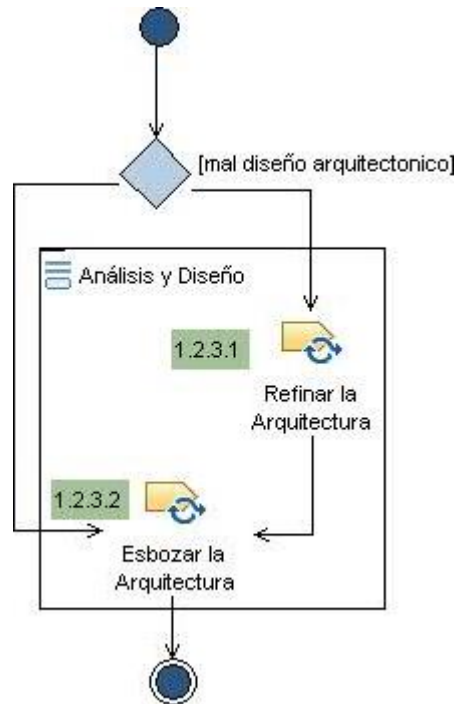 [mal diseño arquitectonico]
Análisis y Diseño
1.2.3.1
Refinar la
Arquitectura
1.2.3.2
Esbozar la
Arquitectura